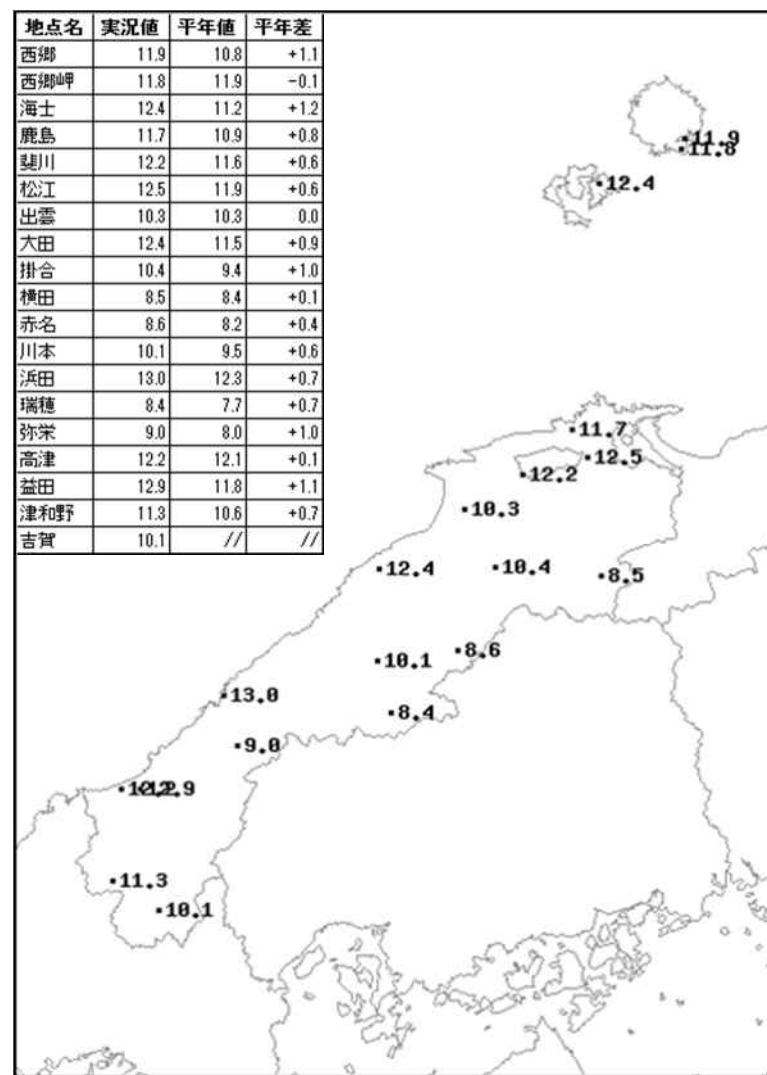 地点名 実況値 平年値 平年差
西郷 11.9 10.8 +1.1
西郷岬 11.8 11.9 -0.1
海士 12.4 11.2 +1.2
鹿島 11.7 10.9 +0.8
斐川 12.2 11.6 +0.6
松江 12.5 11.9 +0.6
出雲 10.3 10.3 0.0
大田 12.4 11.5 +0.9
掛合 10.4 9.4 +1.0
横田 8.5 8.4 +0.1
赤名 8.6 8.2 +0.4
川本 10.1 9.5 +0.6
浜田 13.0 12.3 +0.7
瑞穂 8.4 7.7 +0.7
弥栄 9.0 8.0 +1.0
高津 12.2 12.1 +0.1
益田 12.9 11.8 +1.1
津和野 11.3 10.6 +0.7
吉賀 10.1 // //
11.9
11.8
12.4
11.7
12.5
12.2
10.3
12.4
10.4
8.5
8.6
10.1
13.0
8.4
9.0
12.2
12.9
11.3
10.1